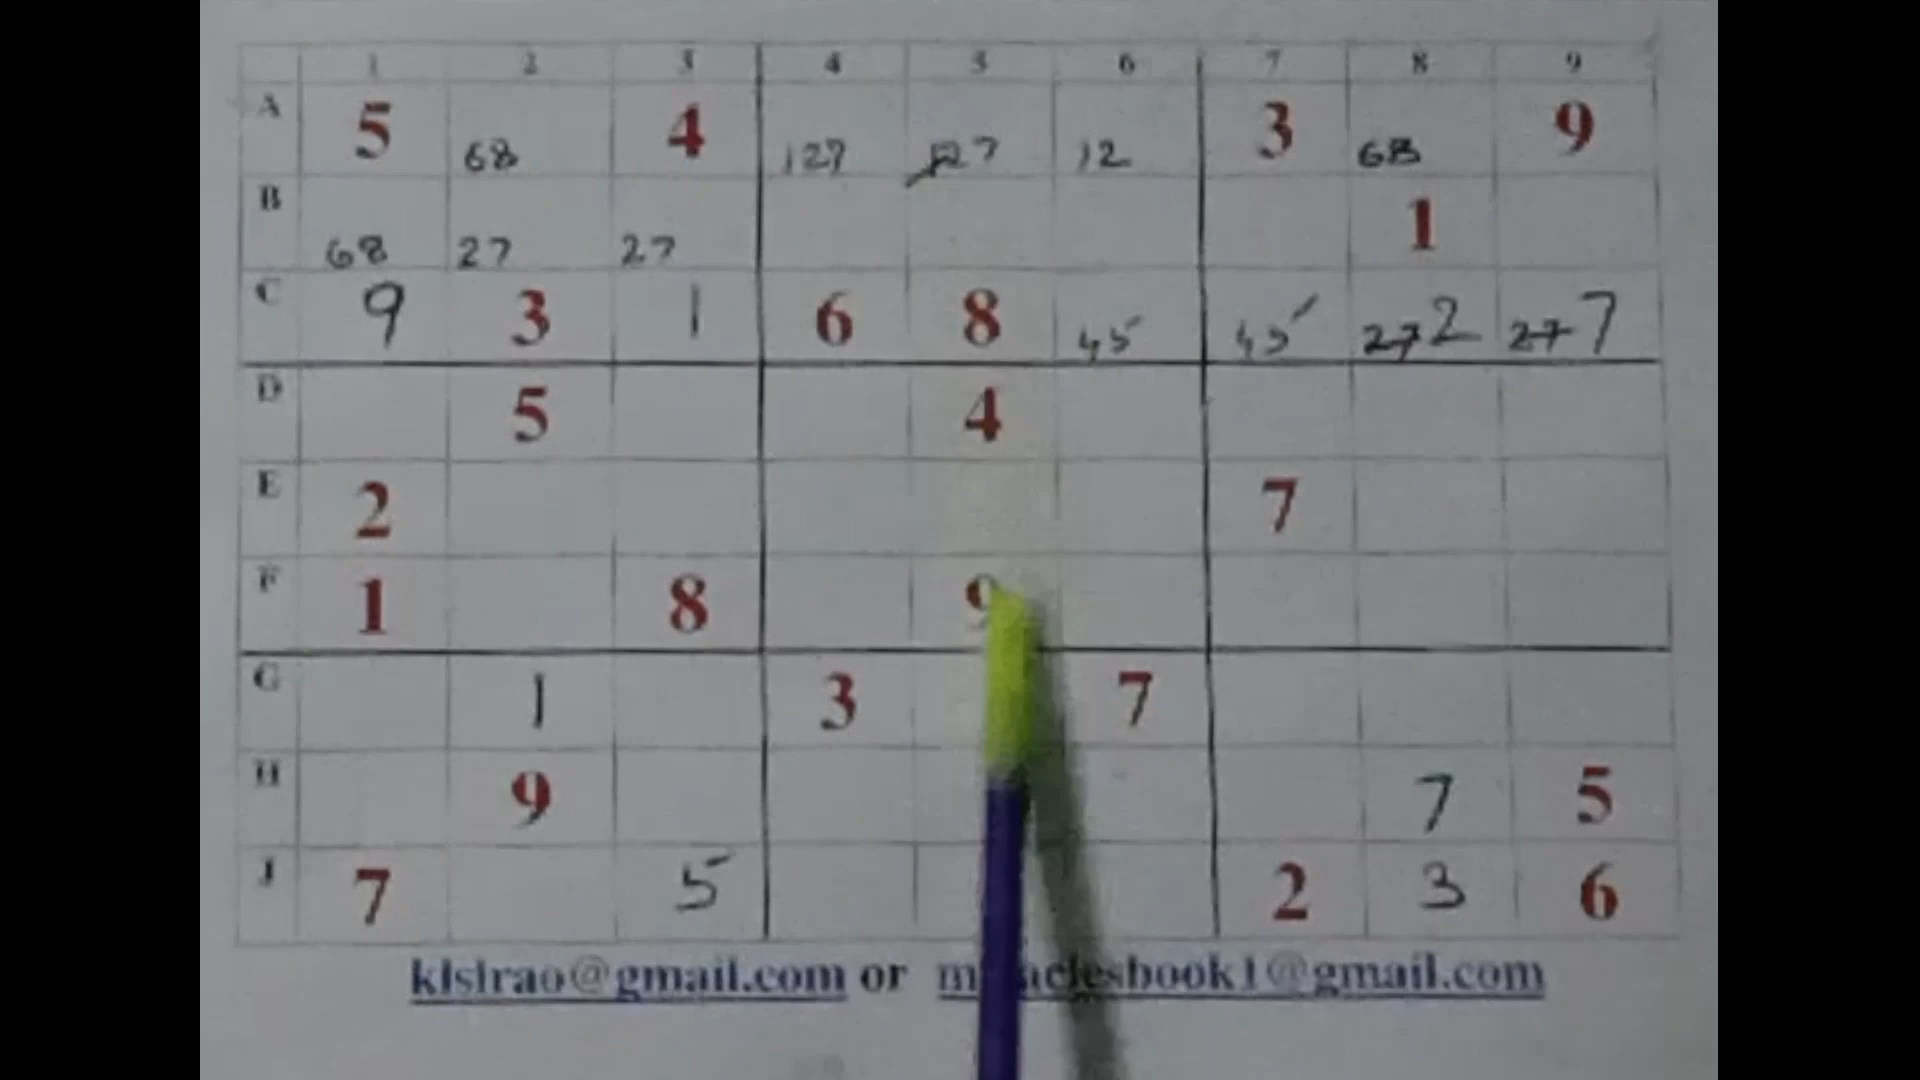 1 2 3 4 5 6 7 8 9
A 5 68 4 127 127 12 3 68 9
B 68 27 27 1
C 9 3 1 6 8 45 45 27 2 27 7
D 5 4
E 2 7
F 1 8 9
G 1 3 7
H 9 7 5
J 7 5 2 3 6
klslrao@gmail.com or